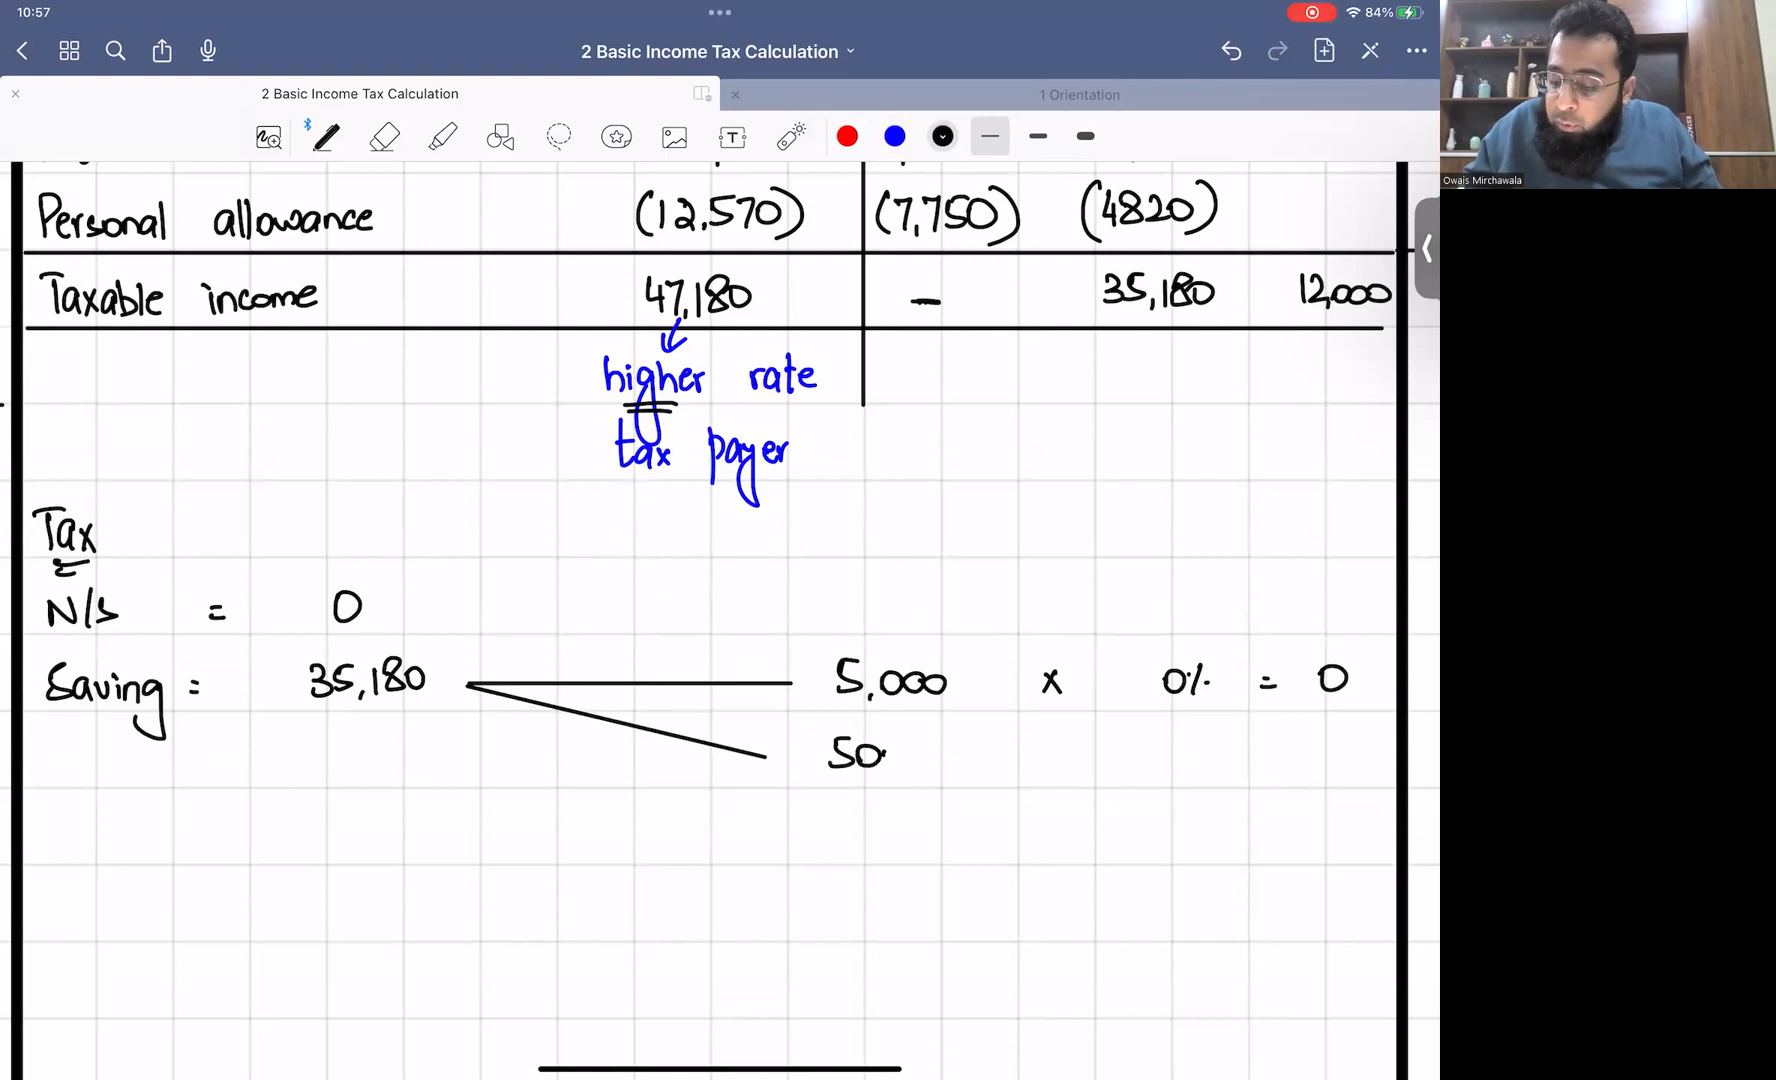 10:57
84%
2 Basic Income Tax Calculation
2 Basic Income Tax Calculation
1 Orientation
Owais Mirchawala
Personal allowance (12,570) (7,750) (4820)
Taxable income 47,180 - 35,180 12,000
higher rate
tax payer
Tax
N/S = 0
Saving = 35,180 5,000 x 0% = 0
50